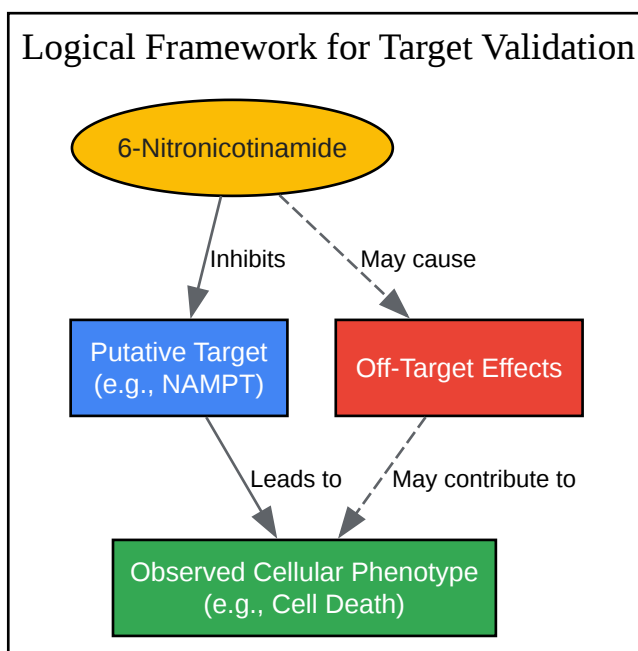 Logical Framework for Target Validation
6-Nitronicotinamide
Inhibits
May cause
Putative Target
(e.g., NAMPT)
Off-Target Effects
Leads to
May contribute to
Observed Cellular Phenotype
(e.g., Cell Death)